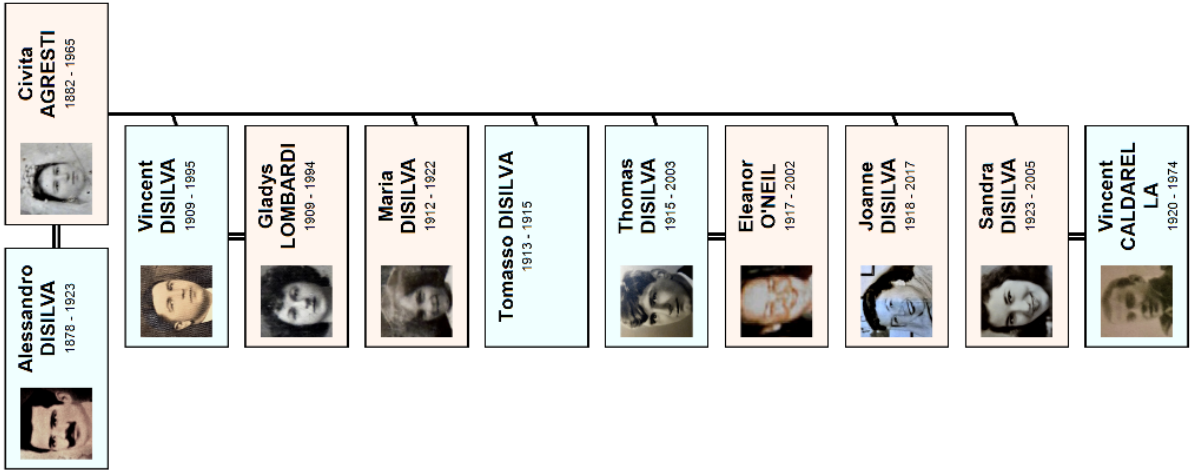 Civita
AGRESTI
1882 - 1965
Alessandro
DISILVA
1878 - 1923
Vincent
DISILVA
1909 - 1995
Gladys
LOMBARDI
1909 - 1994
Maria
DISILVA
1912 - 1922
Tomasso DISILVA
1913 - 1915
Thomas
DISILVA
1915 - 2003
Eleanor
O'NEIL
1917 - 2002
Joanne
DISILVA
1918 - 2017
Sandra
DISILVA
1923 - 2005
Vincent
CALDAREL
LA
1920 - 1974